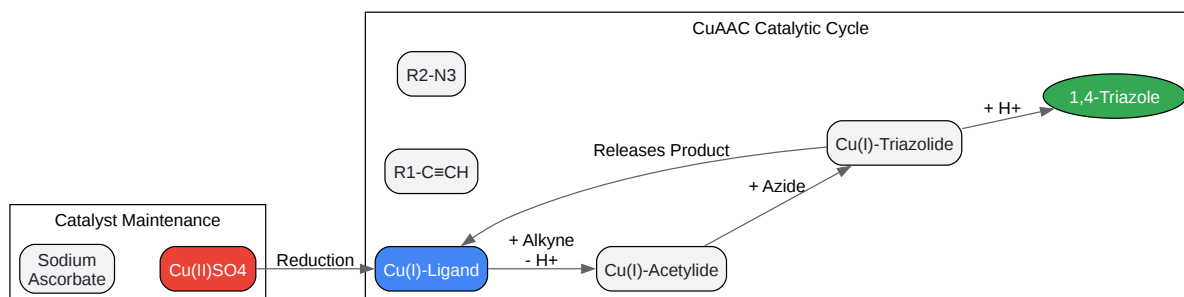 CuAAC Catalytic Cycle
R2-N3
1,4-Triazole
+ H+
Cu(I)-Triazolide
Releases Product
R1-C≡CH
+ Azide
Catalyst Maintenance
Sodium
Ascorbate
Cu(II)SO4
Reduction
Cu(I)-Ligand
+ Alkyne
- H+
Cu(I)-Acetylide